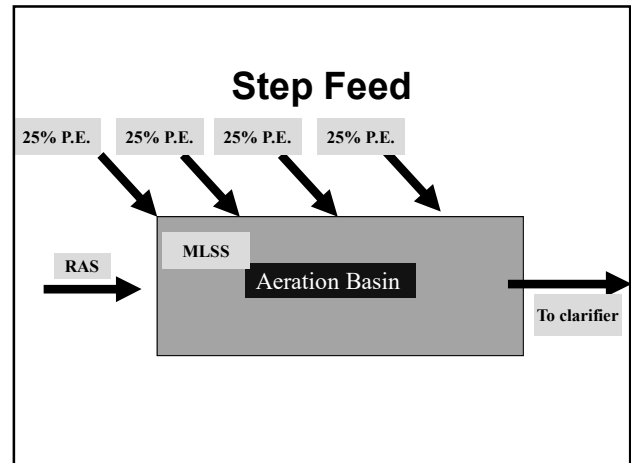 Step Feed
25% P.E.
25% P.E.
25% P.E.
25% P.E.
MLSS
RAS
Aeration Basin
To clarifier